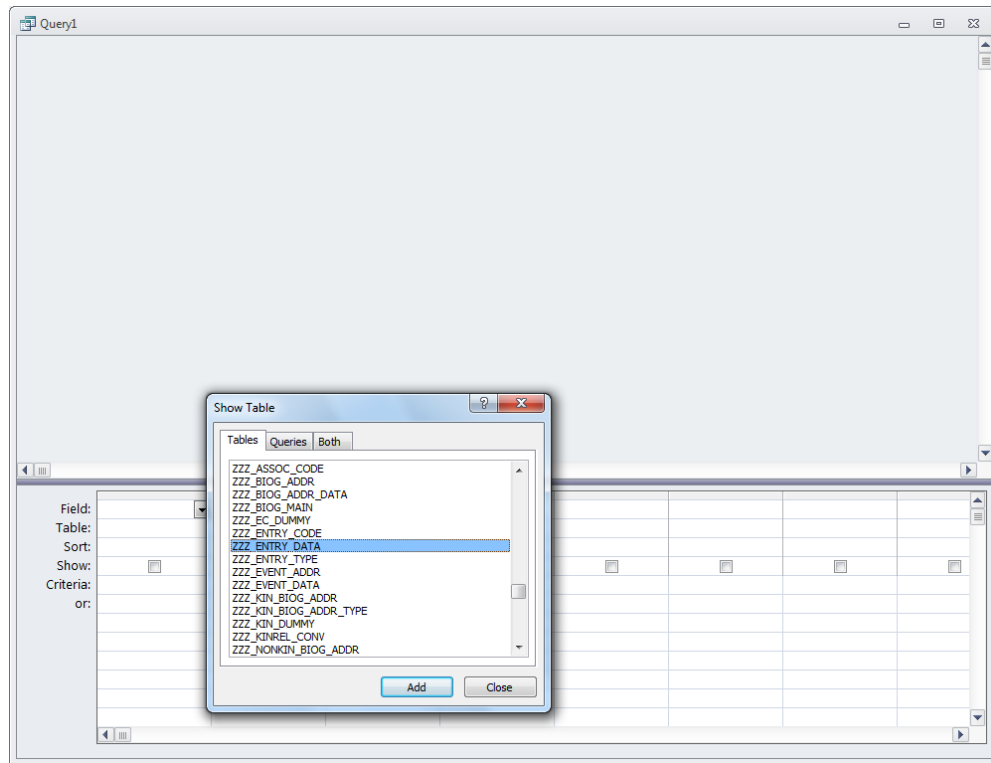 Query1
Show Table
Tables Queries Both
ZZZ_ASSOC_CODE
ZZZ_BIOG_ADDR
ZZZ_BIOG_ADDR_DATA
ZZZ_BIOG_MAIN
ZZZ_EC_DUMMY
ZZZ_ENTRY_CODE
ZZZ_ENTRY_DATA
ZZZ_ENTRY_TYPE
ZZZ_EVENT_ADDR
ZZZ_EVENT_DATA
ZZZ_KIN_BIOG_ADDR
ZZZ_KIN_BIOG_ADDR_TYPE
ZZZ_KIN_DUMMY
ZZZ_KINREL_CONV
ZZZ_NONKIN_BIOG_ADDR
Add Close
Field:
Table:
Sort:
Show:
Criteria:
or: